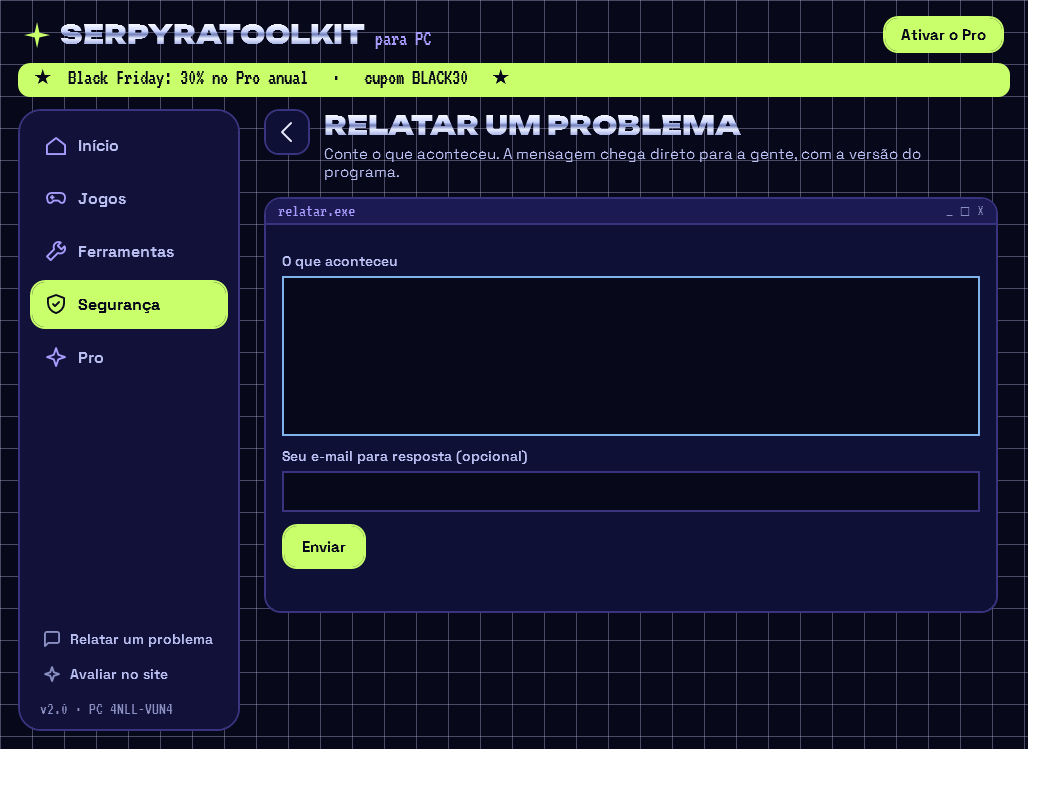 SERPYRATOOLKIT para PC
Ativar o Pro
★ Black Friday: 30% no Pro anual · cupom BLACK30 ★
Início
Jogos
Ferramentas
Segurança
Pro
Relatar um problema
Avaliar no site
v2.0 · PC 4NLL-VUN4
RELATAR UM PROBLEMA
Conte o que aconteceu. A mensagem chega direto para a gente, com a versão do
programa.
relatar.exe
O que aconteceu
Seu e-mail para resposta (opcional)
Enviar